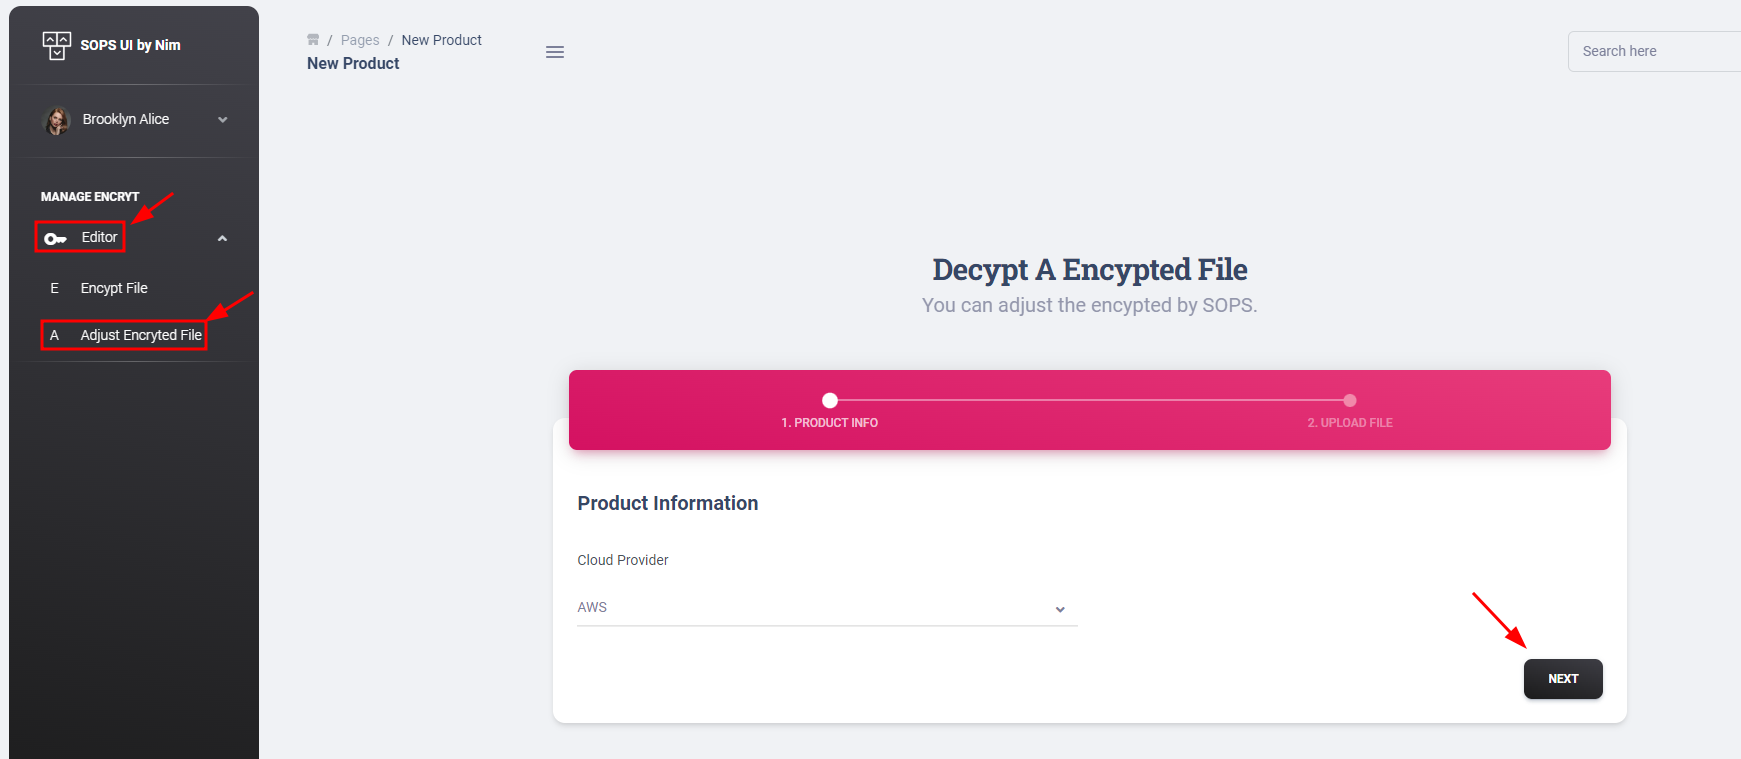 SOPS UI by Nim
Brooklyn Alice
MANAGE ENCRYT
Editor
E Encypt File
A Adjust Encryted File
/ Pages / New Product
New Product
Search here
Decypt A Encypted File
You can adjust the encypted by SOPS.
1. PRODUCT INFO
2. UPLOAD FILE
Product Information
Cloud Provider
AWS
NEXT